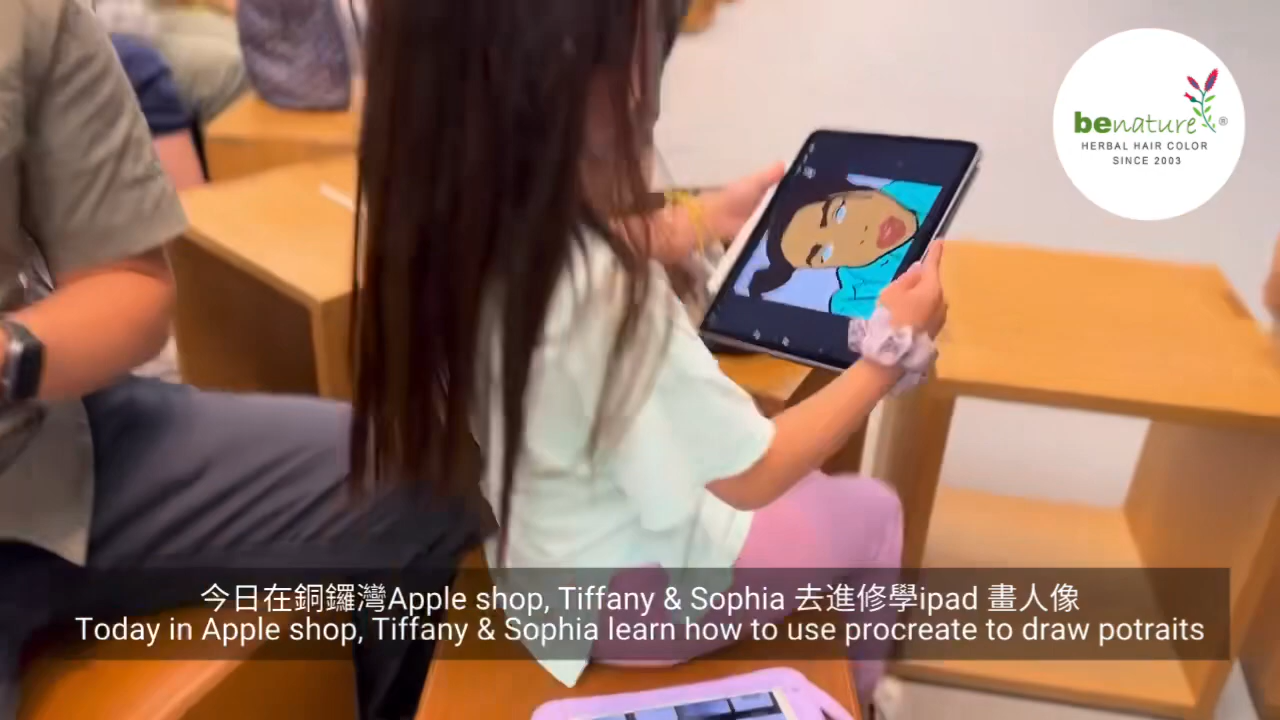 benature®
HERBAL HAIR COLOR
SINCE 2003
今日在銅鑼灣Apple shop, Tiffany & Sophia 去進修學ipad 畫人像
Today in Apple shop, Tiffany & Sophia learn how to use procreate to draw potraits